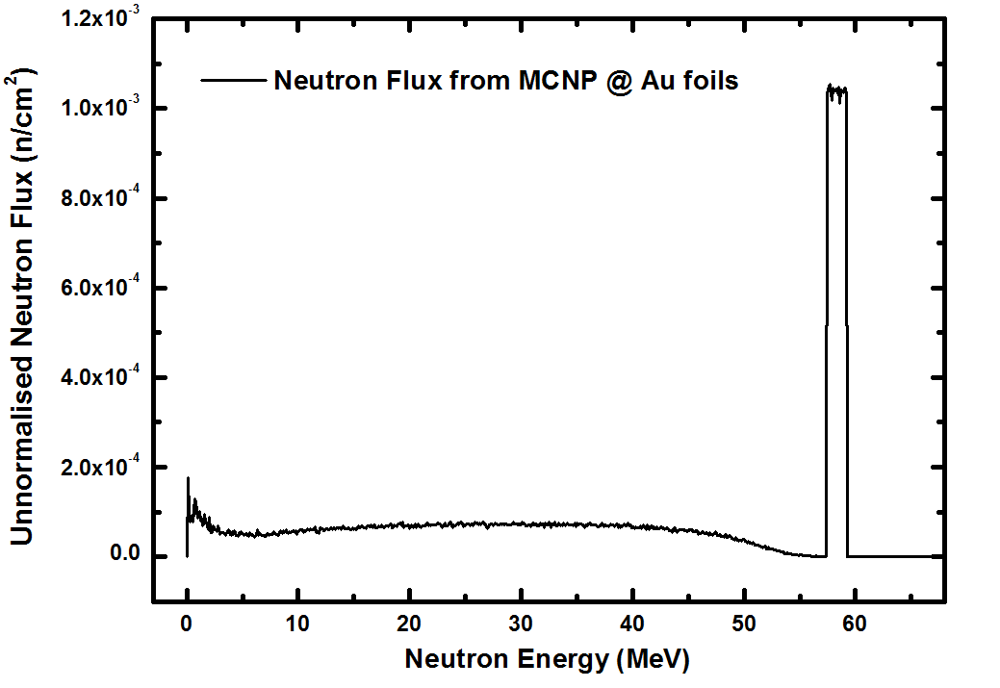 1.2x10⁻³
1.0x10⁻³
8.0x10⁻⁴
6.0x10⁻⁴
4.0x10⁻⁴
2.0x10⁻⁴
0.0
Unnormalised Neutron Flux (n/cm²)
Neutron Flux from MCNP @ Au foils
0 10 20 30 40 50 60
Neutron Energy (MeV)